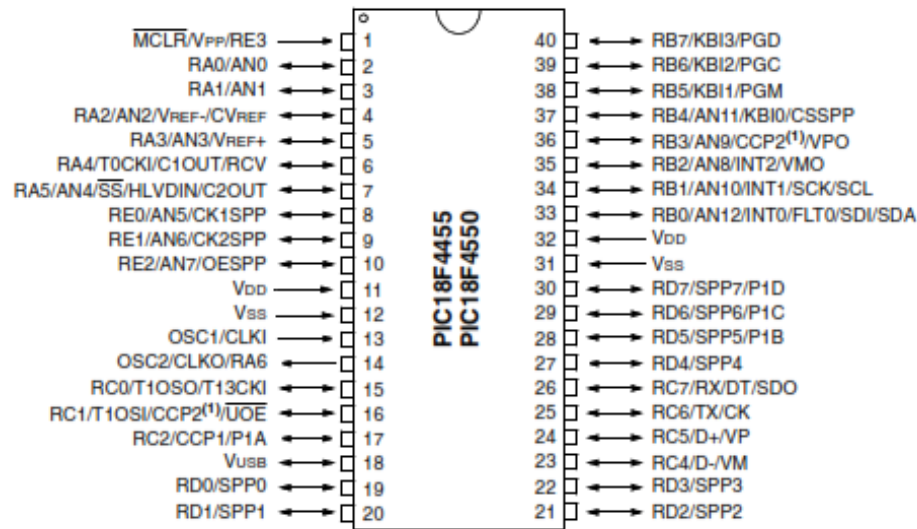 M̅C̅L̅R̅/VPP/RE3 1
RA0/AN0 2
RA1/AN1 3
RA2/AN2/VREF-/CVREF 4
RA3/AN3/VREF+ 5
RA4/T0CKI/C1OUT/RCV 6
RA5/AN4/S̅S̅/HLVDIN/C2OUT 7
RE0/AN5/CK1SPP 8
RE1/AN6/CK2SPP 9
RE2/AN7/OESPP 10
VDD 11
VSS 12
OSC1/CLKI 13
OSC2/CLKO/RA6 14
RC0/T1OSO/T13CKI 15
RC1/T1OSI/CCP2(1)/U̅O̅E̅ 16
RC2/CCP1/P1A 17
VUSB 18
RD0/SPP0 19
RD1/SPP1 20
PIC18F4455
PIC18F4550
40 RB7/KBI3/PGD
39 RB6/KBI2/PGC
38 RB5/KBI1/PGM
37 RB4/AN11/KBI0/CSSPP
36 RB3/AN9/CCP2(1)/VPO
35 RB2/AN8/INT2/VMO
34 RB1/AN10/INT1/SCK/SCL
33 RB0/AN12/INT0/FLT0/SDI/SDA
32 VDD
31 VSS
30 RD7/SPP7/P1D
29 RD6/SPP6/P1C
28 RD5/SPP5/P1B
27 RD4/SPP4
26 RC7/RX/DT/SDO
25 RC6/TX/CK
24 RC5/D+/VP
23 RC4/D-/VM
22 RD3/SPP3
21 RD2/SPP2